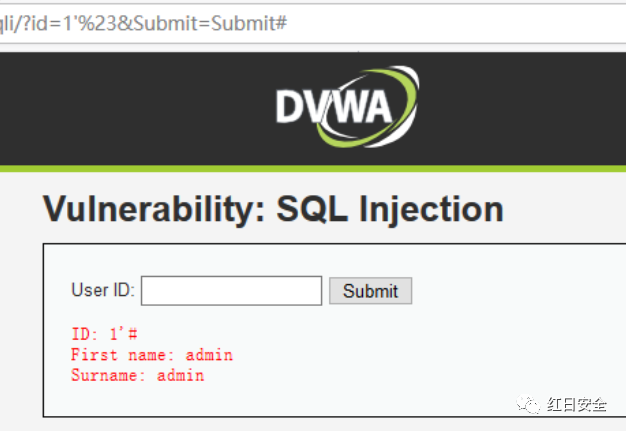 qli/?id=1'%23&Submit=Submit#
DVWA
Vulnerability: SQL Injection
User ID:
Submit
ID: 1'#
First name: admin
Surname: admin
红日安全